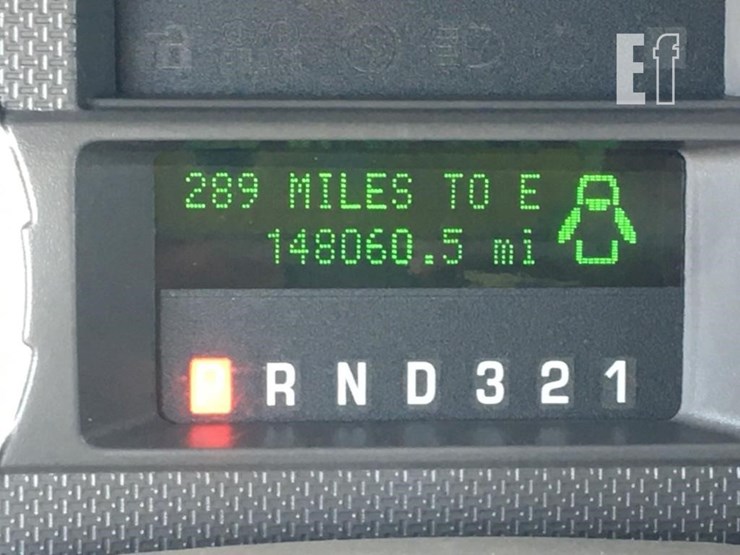 Ef
289 MILES TO E
148060.5 mi
P R N D 3 2 1